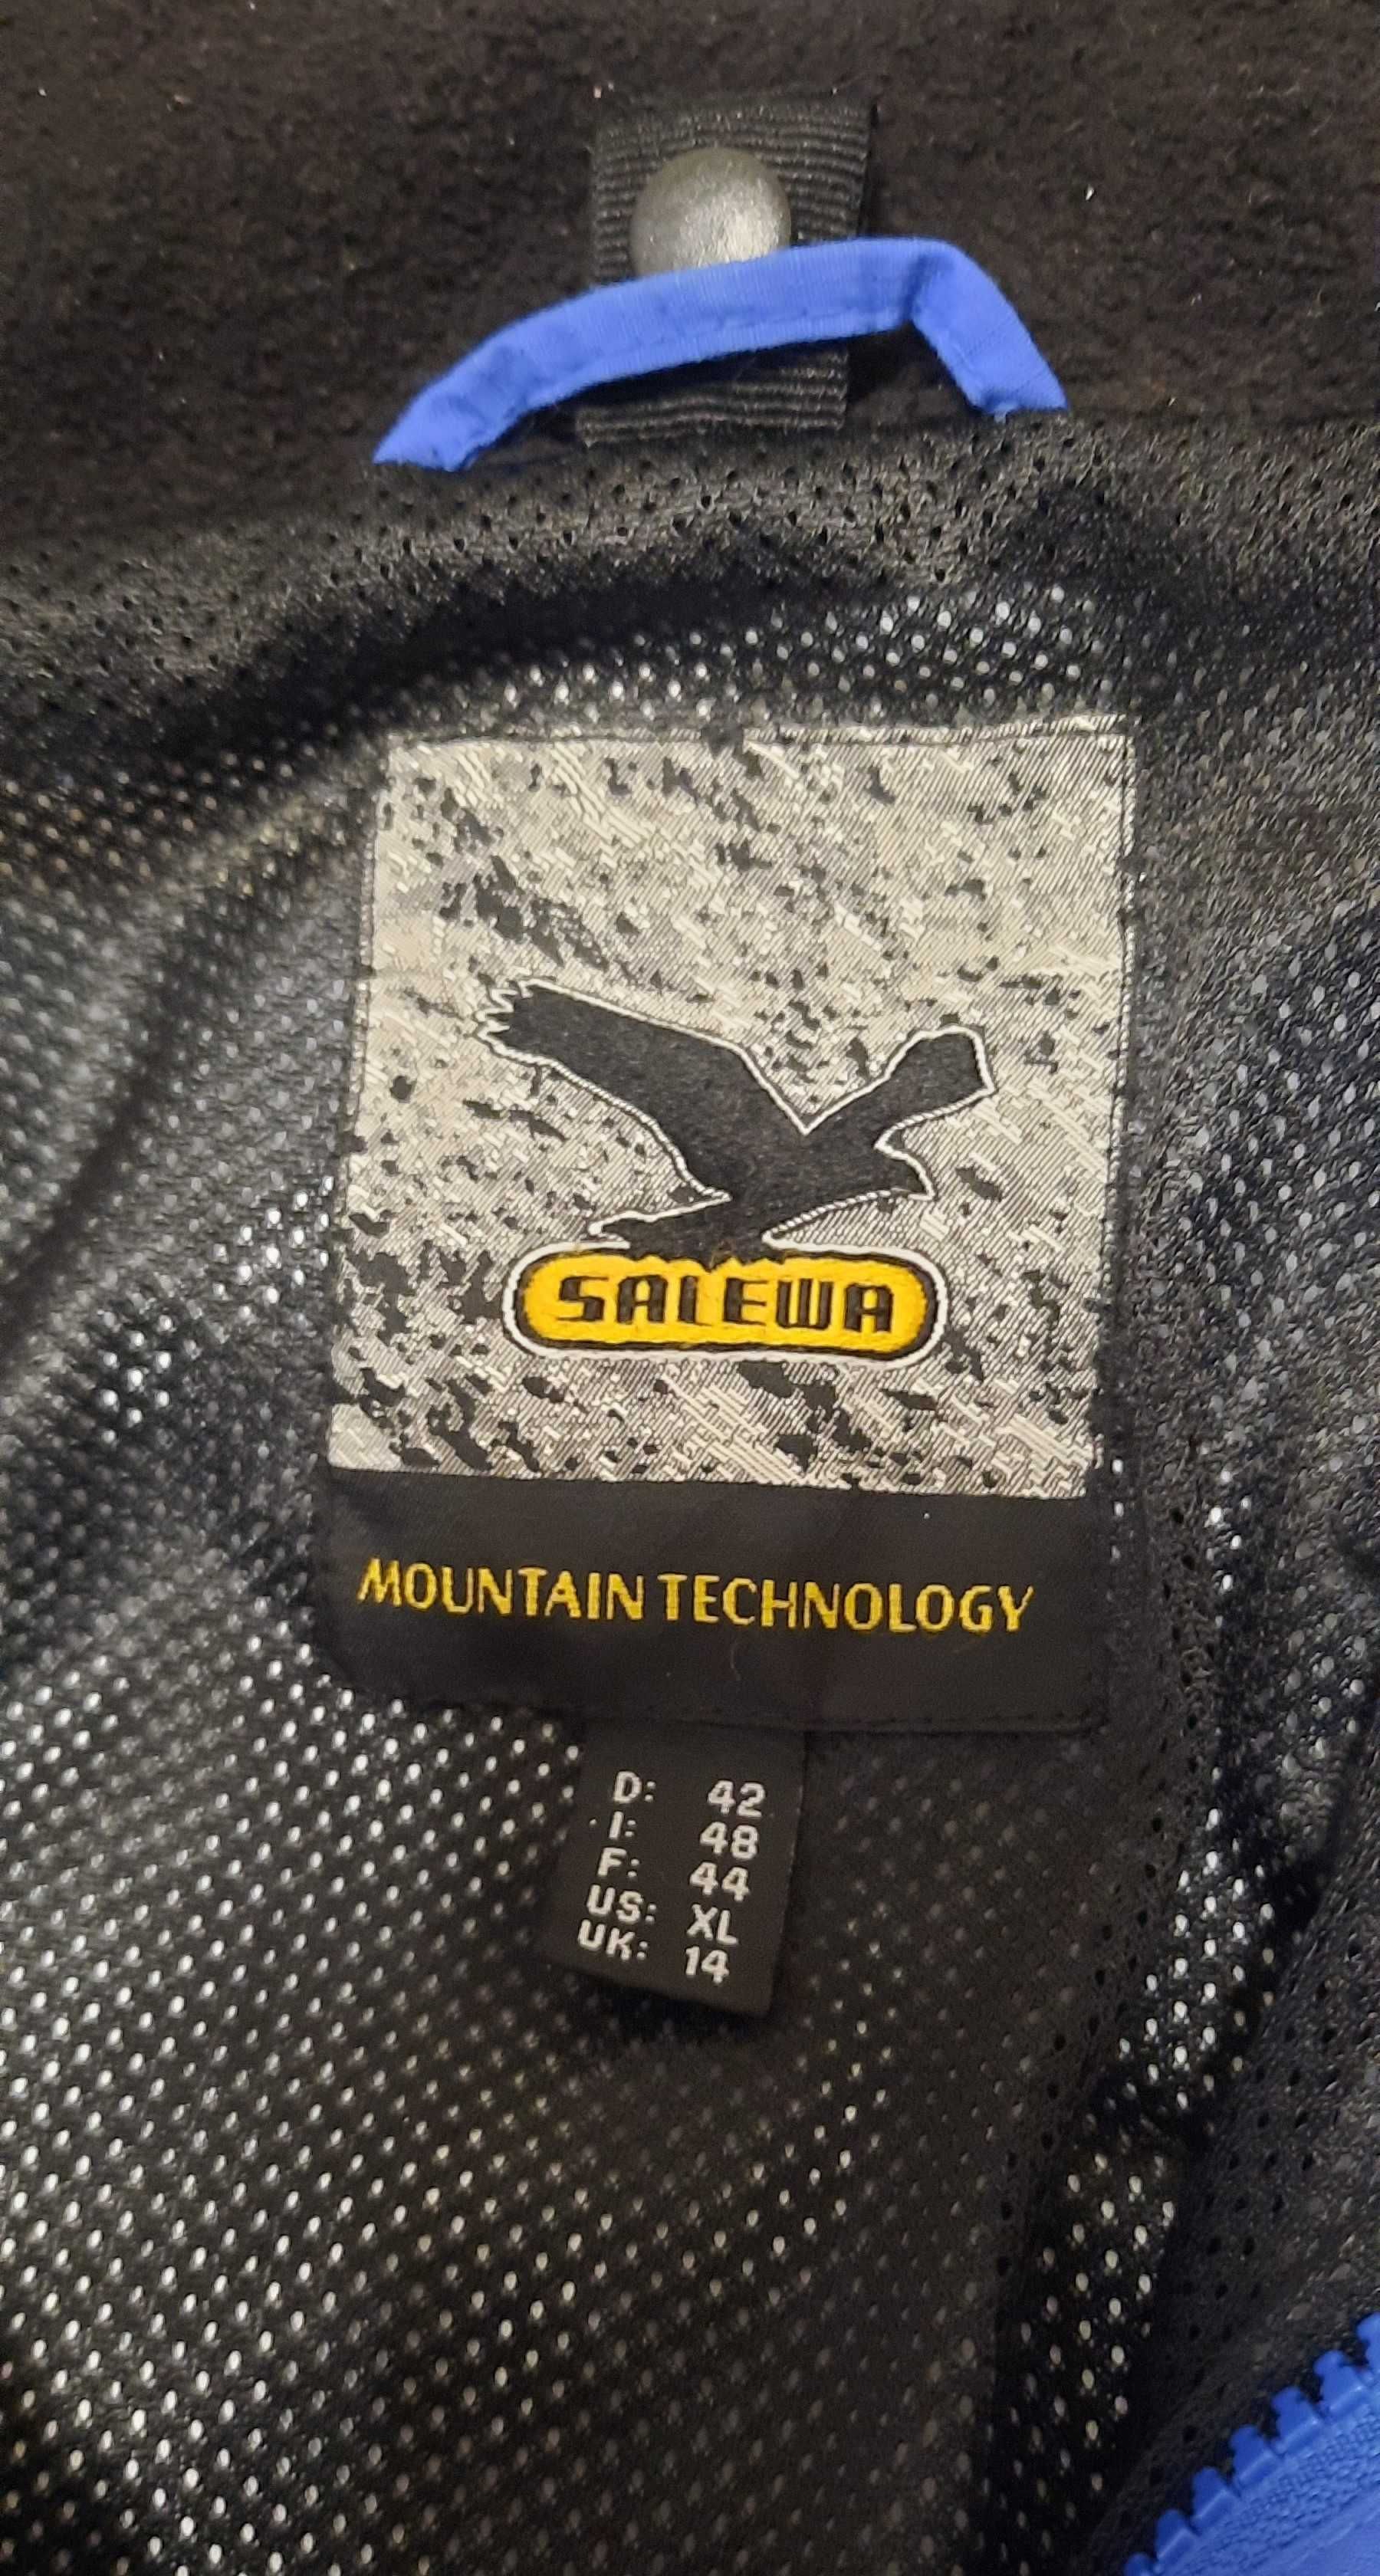 SALEWA
MOUNTAIN TECHNOLOGY
D: 42
I: 48
F: 44
US: XL
UK: 14